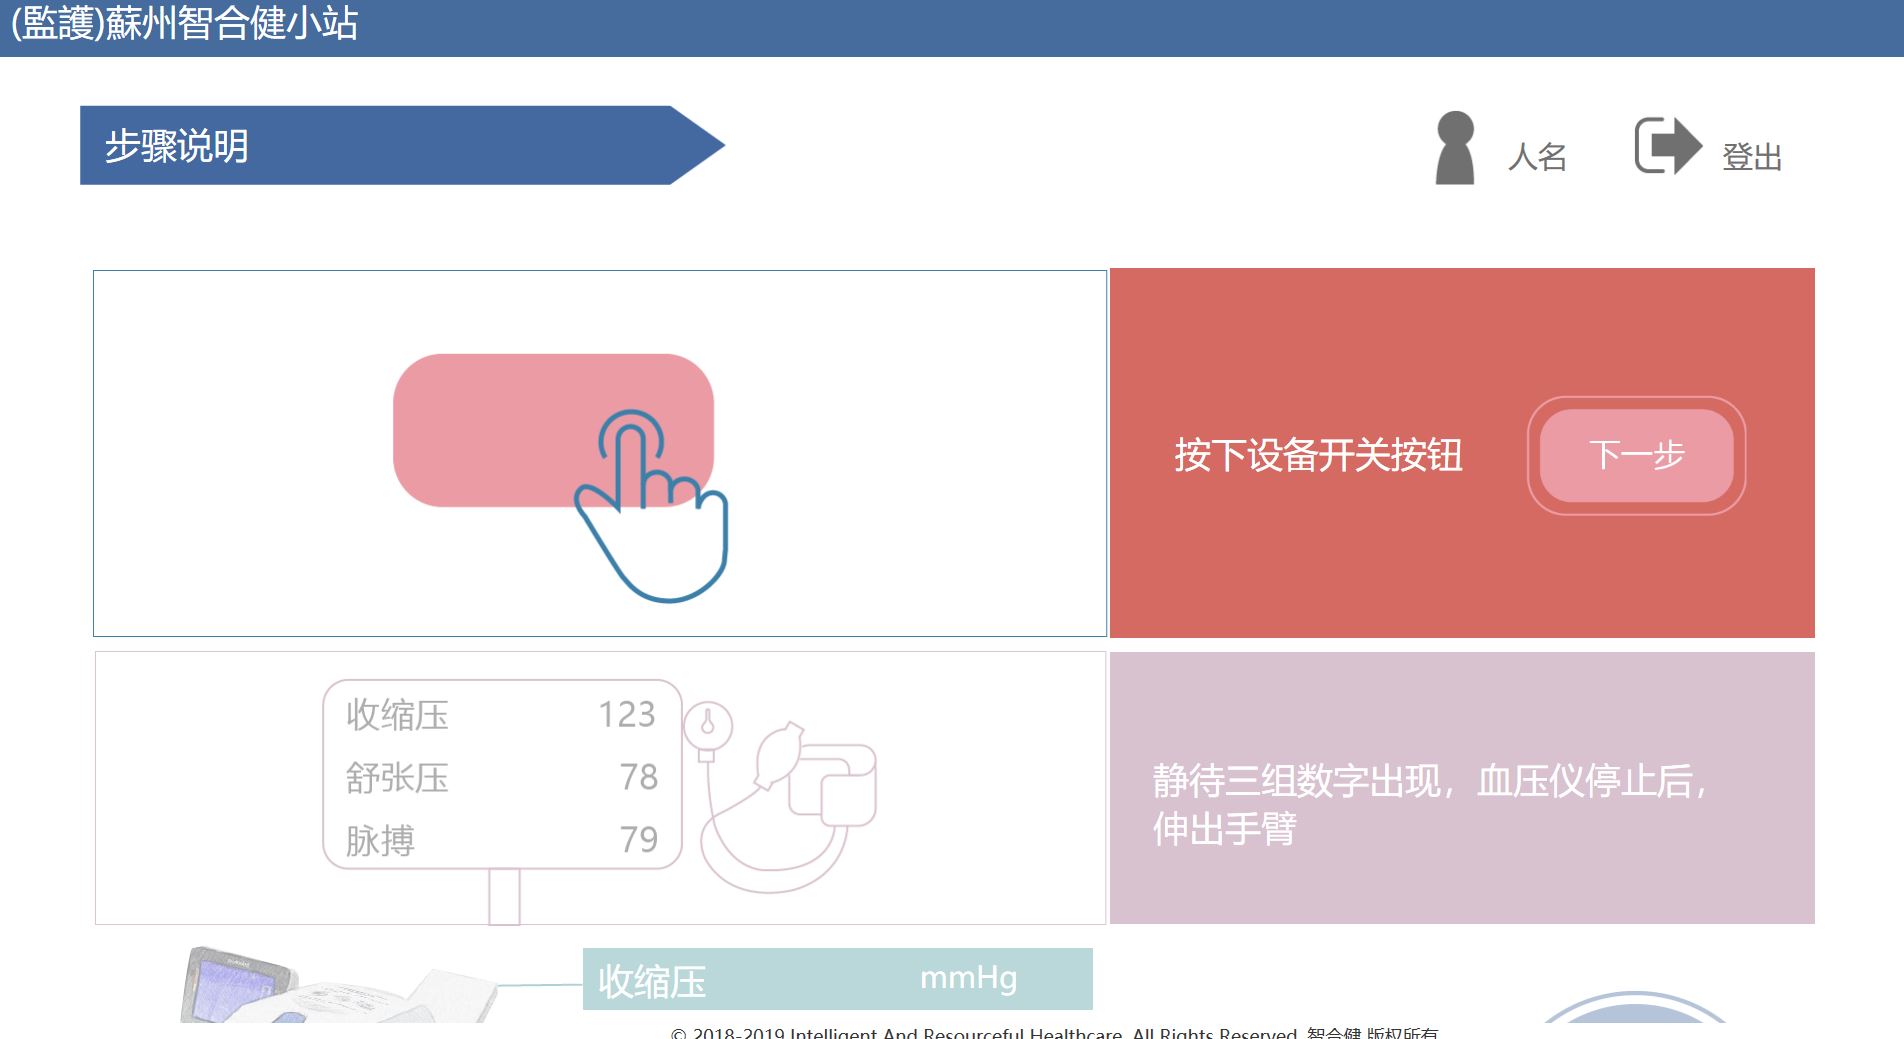 (監護)蘇州智合健小站
步骤说明
人名
登出
按下设备开关按钮
下一步
收缩压 123
舒张压 78
脉搏 79
静待三组数字出现，血压仪停止后，
伸出手臂
收缩压 mmHg
© 2018-2019 Intelligent And Resourceful Healthcare. All Rights Reserved. 智合健 版权所有